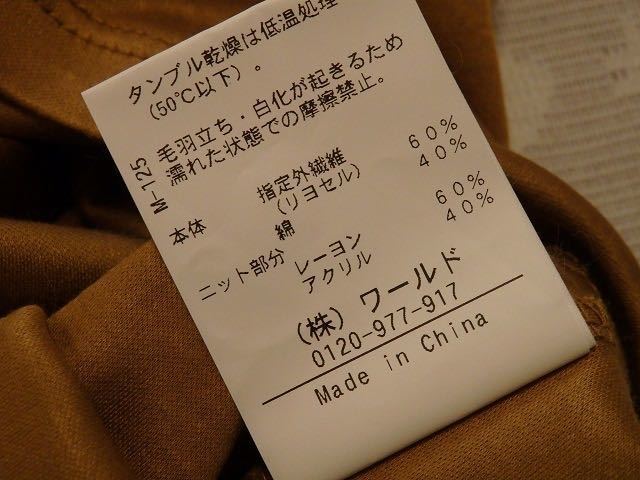 タンブル乾燥は低温処理
(50℃以下)。
毛羽立ち・白化が起きるため
濡れた状態での摩擦禁止。
M-125
本体 指定外繊維 60%
(リヨセル)
綿 40%
ニット部分 レーヨン 60%
アクリル 40%
(株) ワールド
0120-977-917
Made in China